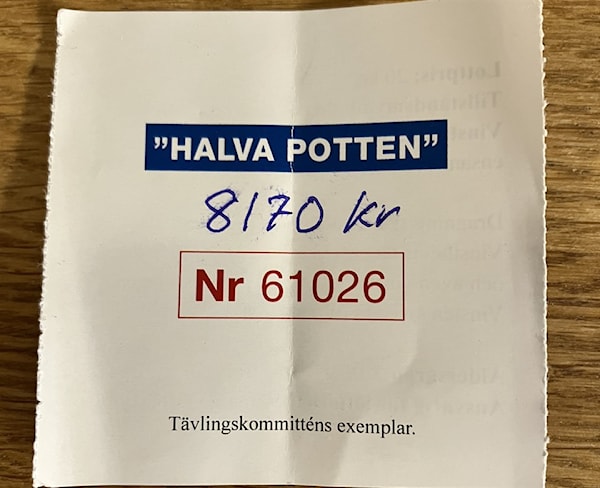 ”HALVA POTTEN”
8170 kr
Nr 61026
Tävlingskommitténs exemplar.